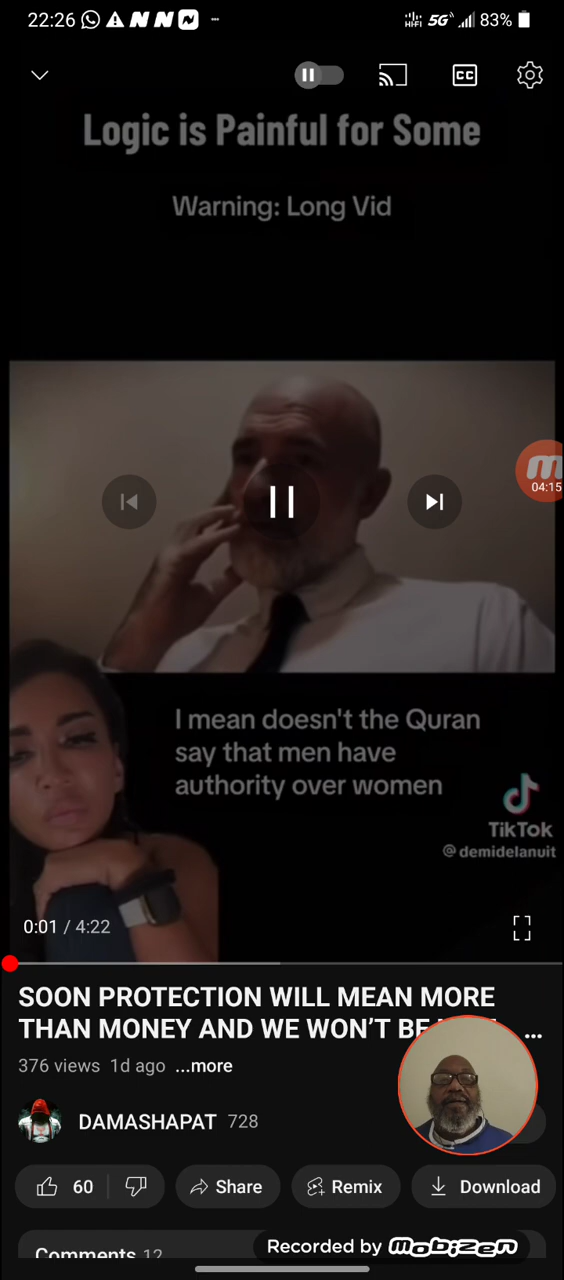 22:26
5G
83%
CC
Logic is Painful for Some
Warning: Long Vid
04:15
I mean doesn't the Quran
say that men have
authority over women
TikTok
@demidelanuit
0:01 / 4:22
SOON PROTECTION WILL MEAN MORE
THAN MONEY AND WE WON'T BE ...
376 views 1d ago ...more
DAMASHAPAT 728
60 Share Remix Download
Comments 12
Recorded by mobizen